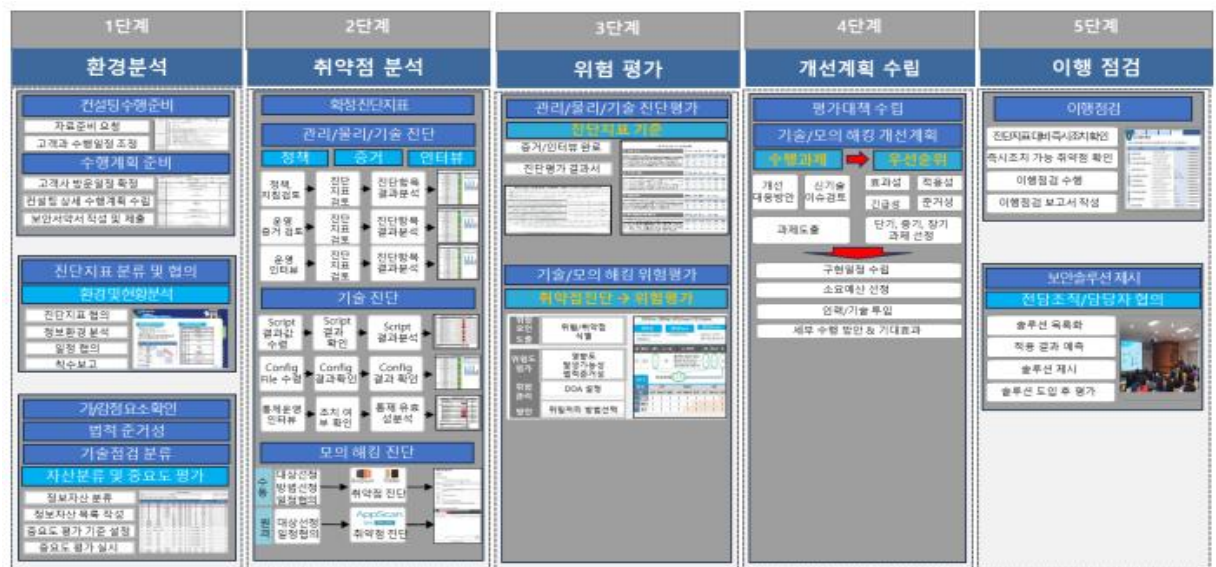 1단계
환경분석
컨설팅수행준비
자료준비 요청
고객과 수행일정 조정
수행계획 준비
고객사 방문일정 확정
컨설팅 상세 수행계획 수립
보안서약서 작성 및 제출
진단지표 분류 및 협의
환경및현황분석
진단지표 협의
정보환경 분석
일정 협의
착수보고
가/감점요소확인
법적 준거성
기술점검 분류
자산분류 및 중요도 평가
정보자산 분류
정보자산 목록 작성
중요도 평가 기준 설정
중요도 평가 실시
2단계
취약점 분석
확정진단지표
관리/물리/기술 진단
정책 증거 인터뷰
정책, 지침검토
진단 지표 검토
진단항목 결과분석
운영 증거 검토
진단 지표 검토
진단항목 결과분석
운영 인터뷰
진단 지표 검토
진단항목 결과분석
기술 진단
Script 결과값 수령
Script 결과 확인
Script 결과분석
Config File 수령
Config 결과확인
Config 결과 확인
통제운영 인터뷰
조치 여부 확인
통제 유효성분석
모의 해킹 진단
수동
대상선정
방법선정
일정협의
취약점 진단
원격
대상선정
일정협의
AppScan
취약점 진단
3단계
위험 평가
관리/물리/기술 진단평가
진단지표 기준
증거/인터뷰 완료
진단평가 결과서
기술/모의 해킹 위험평가
취약점진단 → 위험평가
위험 요인 도출
위협/취약점 식별
위험도 평가
영향도
발생가능성
법적준거성
위험 관리 방안
DOA 설정
위험처리 방법선택
4단계
개선계획 수립
평가대책 수립
기술/모의 해킹 개선계획
수행과제 우선순위
개선 대응방안
신기술 이슈검토
효과성 적용성
긴급성 준거성
과제도출
단기, 중기, 장기 과제 선정
구현일정 수립
소요예산 선정
인력/기술 투입
세부 수행 방안 & 기대효과
5단계
이행 점검
이행점검
진단지표 대비 즉시조치확인
즉시조치 가능 취약점 확인
이행점검 수행
이행점검 보고서 작성
보안솔루션 제시
전담조직/담당자 협의
솔루션 목록화
적용 결과 예측
솔루션 제시
솔루션 도입 후 평가